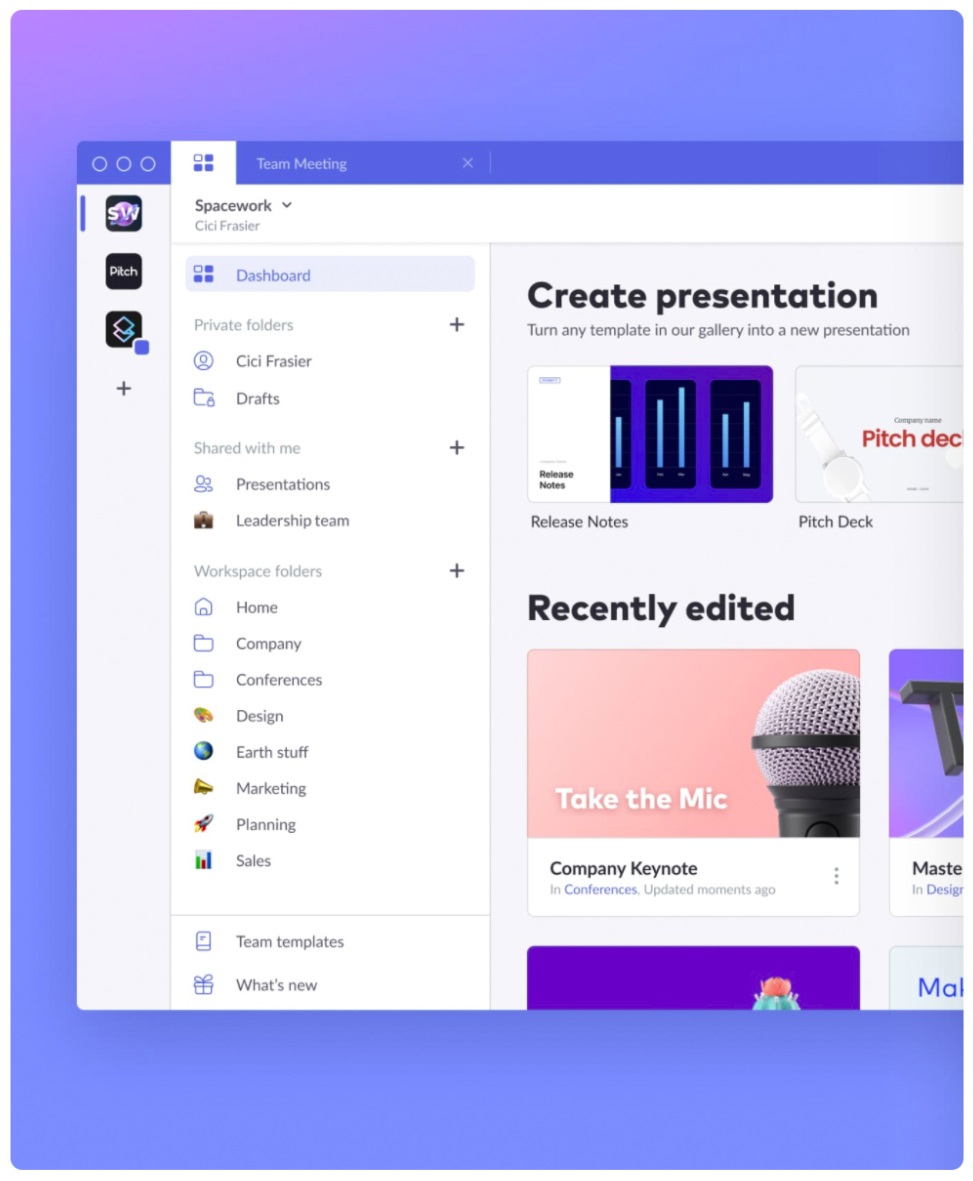 Team Meeting
SW
Spacework
Cici Frasier
Pitch
Dashboard
Private folders
Cici Frasier
Drafts
Shared with me
Presentations
Leadership team
Workspace folders
Home
Company
Conferences
Design
Earth stuff
Marketing
Planning
Sales
Team templates
What's new
Create presentation
Turn any template in our gallery into a new presentation
Release
Notes
Release Notes
Company name
Pitch dec
Pitch Deck
Recently edited
Take the Mic
Company Keynote
In Conferences, Updated moments ago
Maste
In Design
Mak